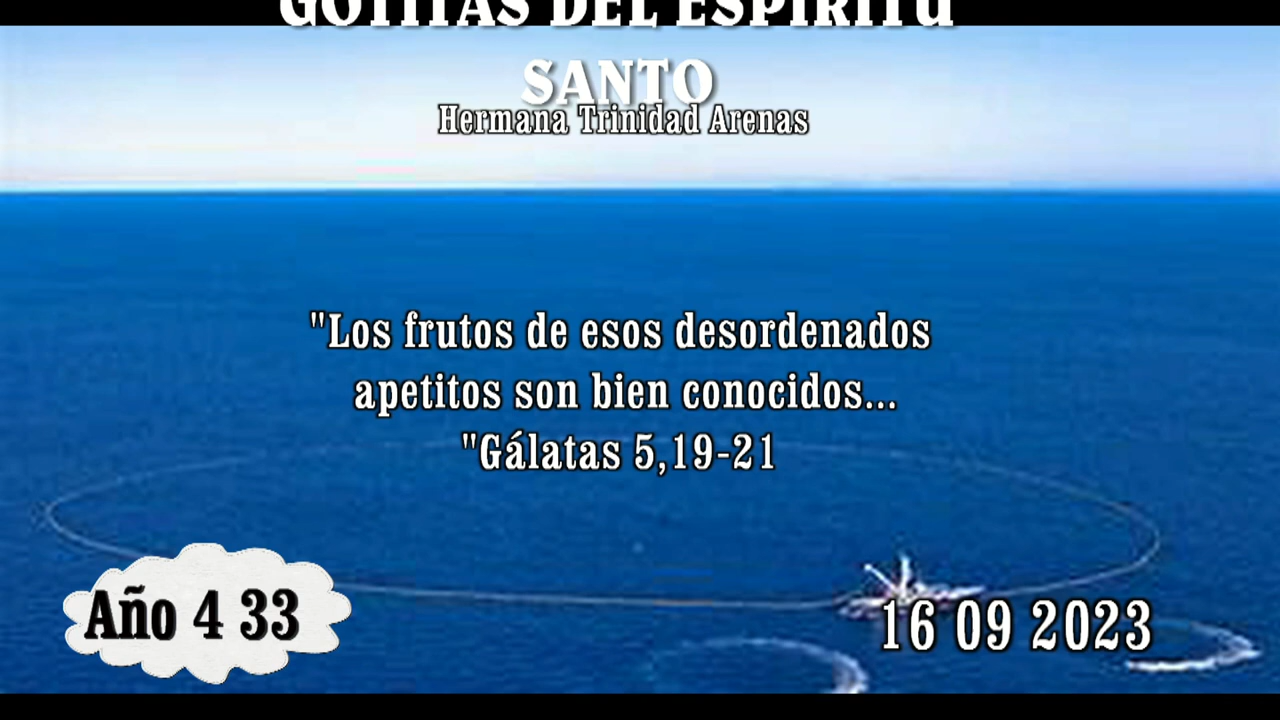 GOTITAS DEL ESPIRITU
SANTO
Hermana Trinidad Arenas
"Los frutos de esos desordenados
apetitos son bien conocidos...
"Gálatas 5,19-21
Año 4 33
16 09 2023